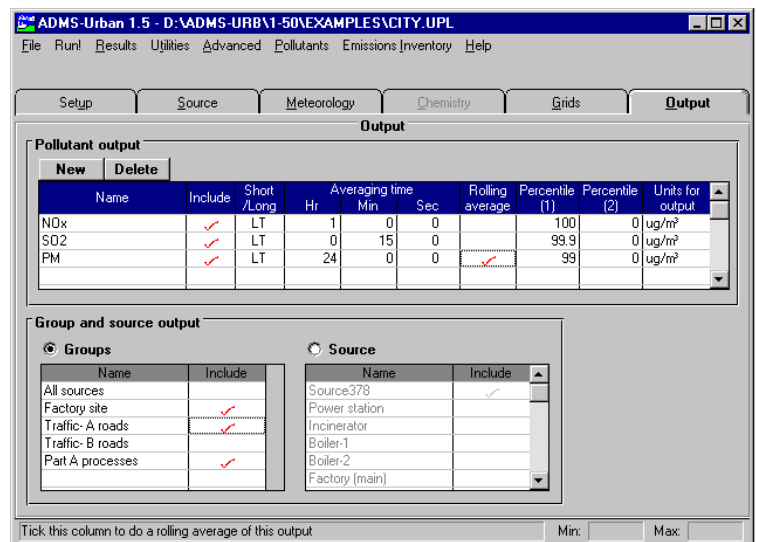 ADMS-Urban 1.5 - D:\ADMS-URB\1-50\EXAMPLES\CITY.UPL
File Run! Results Utilities Advanced Pollutants Emissions Inventory Help
Setup Source Meteorology Chemistry Grids Output
Output
Pollutant output
New Delete
Name Include Short /Long Averaging time Hr Min Sec Rolling average Percentile (1) Percentile (2) Units for output
NOx LT 1 0 0 100 0 ug/m³
SO2 LT 0 15 0 99.9 0 ug/m³
PM LT 24 0 0 99 0 ug/m³
Group and source output
Groups Source
Name Include Name Include
All sources Source378
Factory site Power station
Traffic- A roads Incinerator
Traffic- B roads Boiler-1
Part A processes Boiler-2
Factory (main)
Tick this column to do a rolling average of this output Min: Max: